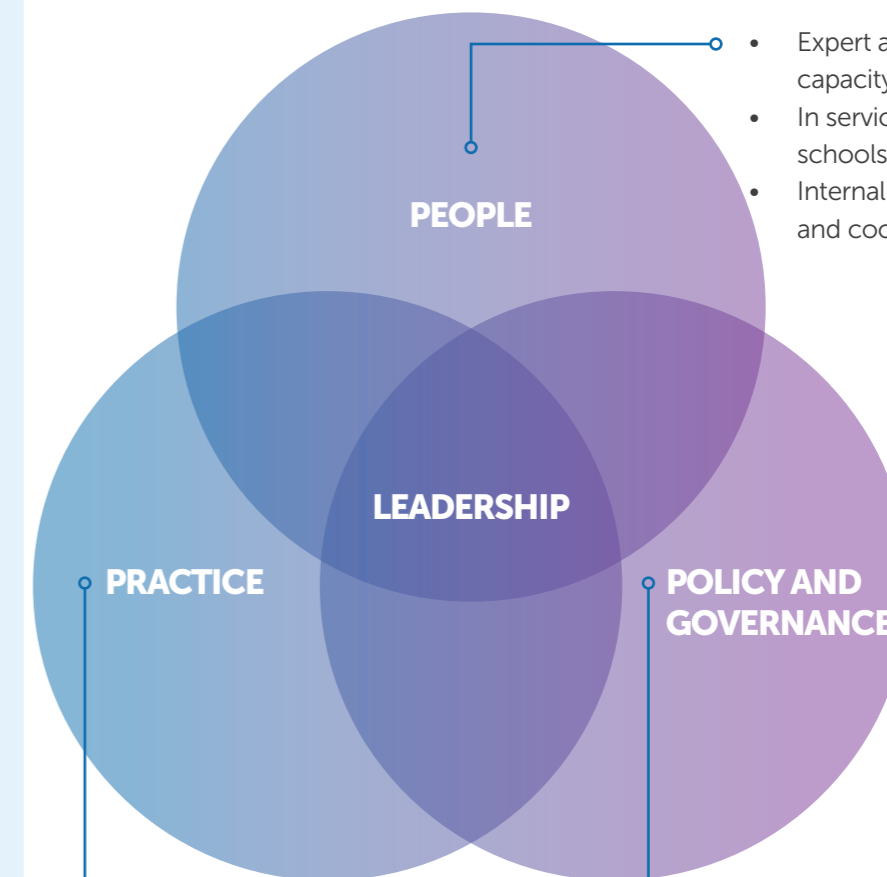 • Expert a
capacity
• In servic
schools
• Internal
and coo
PEOPLE
LEADERSHIP
PRACTICE
POLICY AND
GOVERNANCE